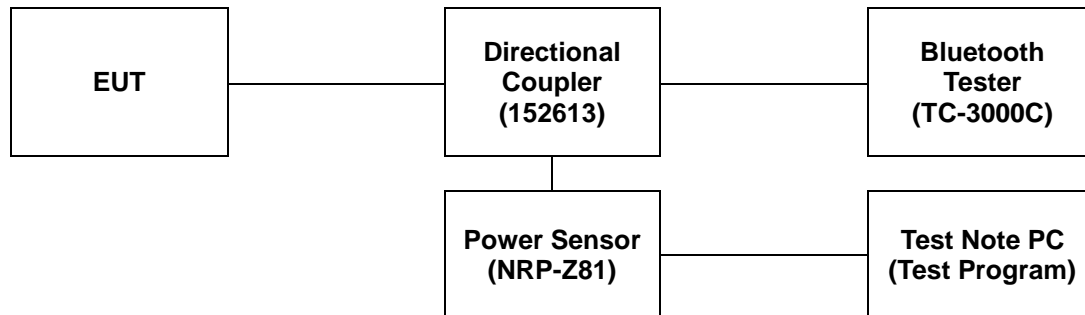 EUT
Directional
Coupler
(152613)
Bluetooth
Tester
(TC-3000C)
Power Sensor
(NRP-Z81)
Test Note PC
(Test Program)